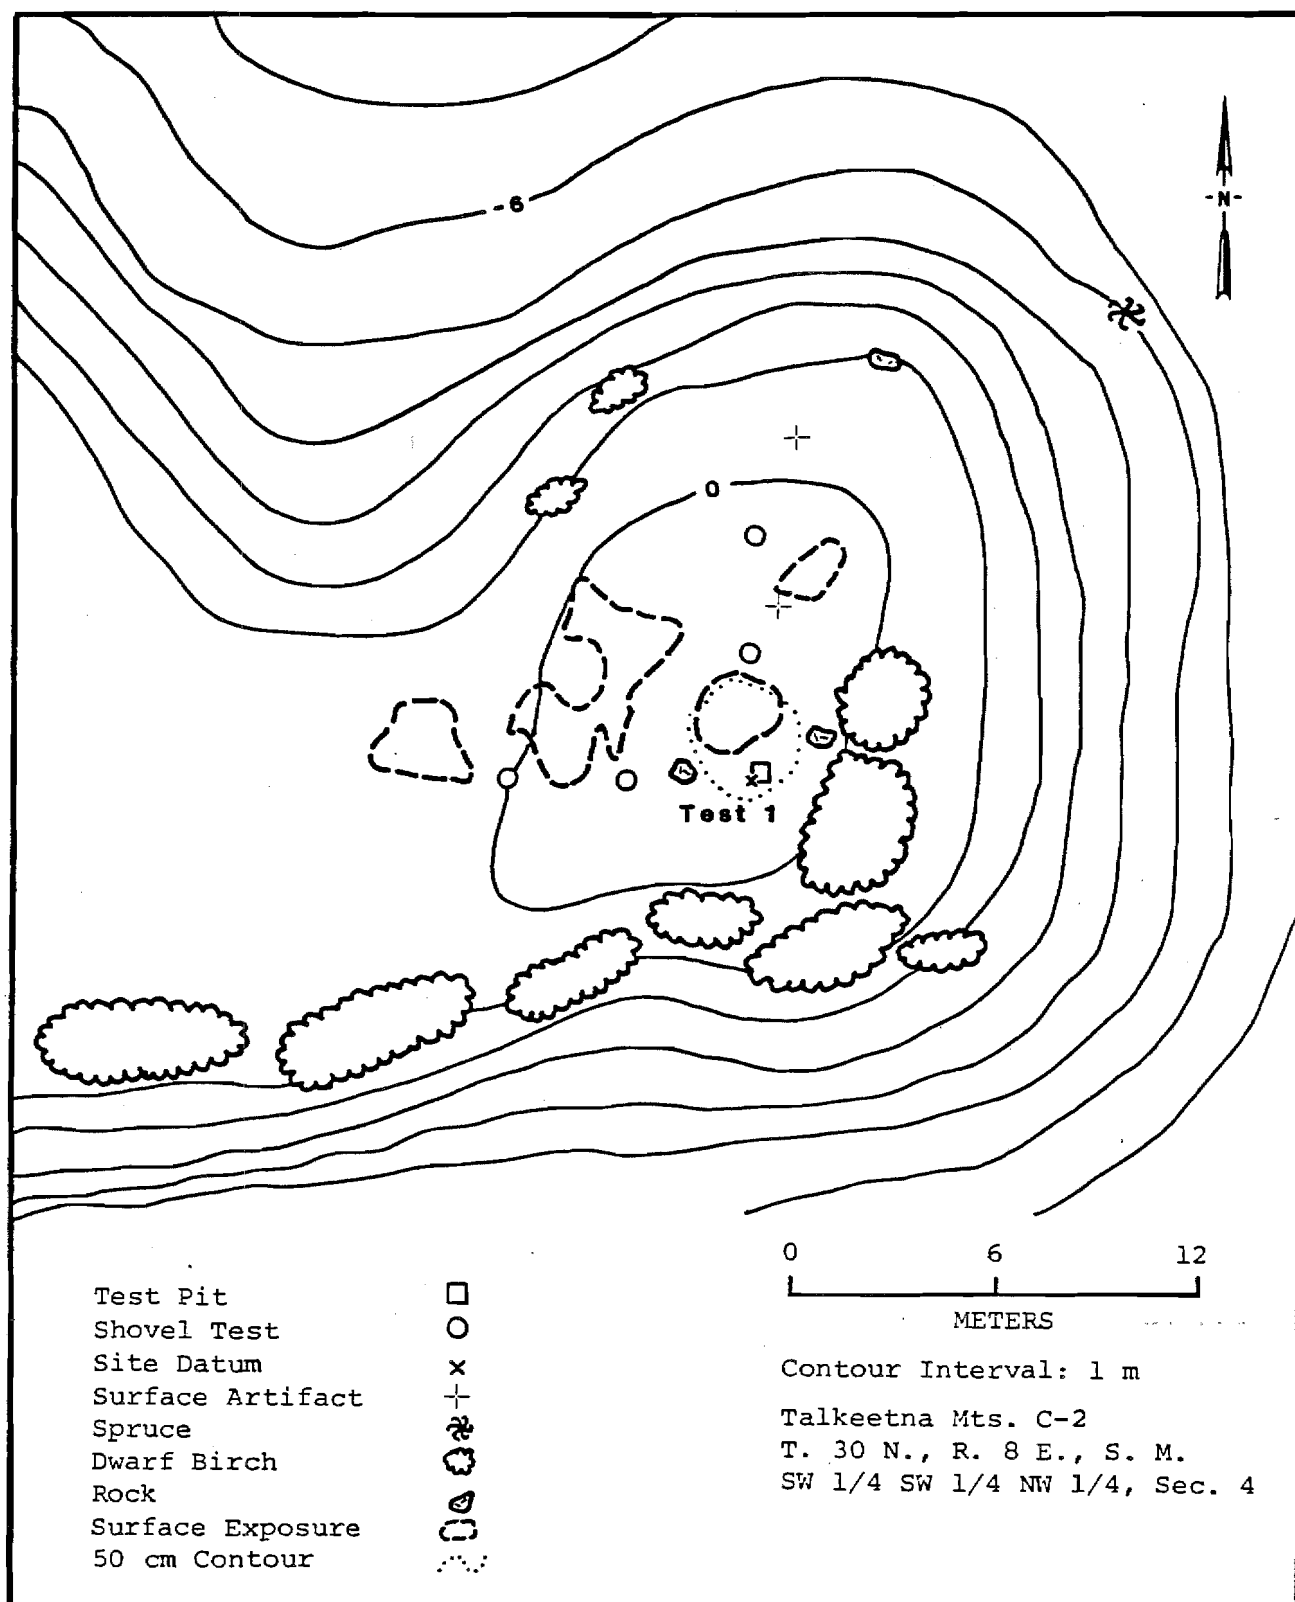 -6
-N-
0
Test 1
0 6 12
METERS
Test Pit
Shovel Test
Site Datum
Surface Artifact
Spruce
Dwarf Birch
Rock
Surface Exposure
50 cm Contour
Contour Interval: 1 m
Talkeetna Mts. C-2
T. 30 N., R. 8 E., S. M.
SW 1/4 SW 1/4 NW 1/4, Sec. 4